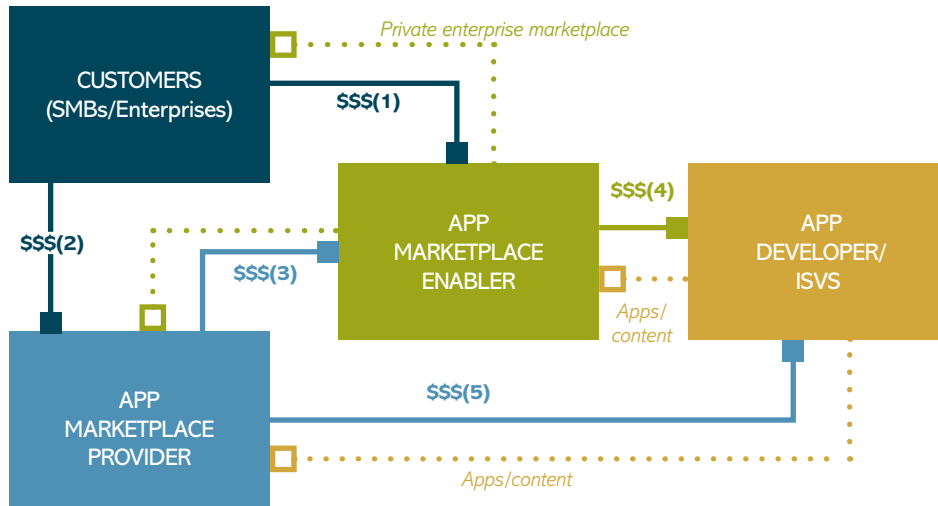 Private enterprise marketplace
CUSTOMERS
(SMBs/Enterprises)
$$$(1)
$$$(2)
$$$(3)
APP
MARKETPLACE
ENABLER
$$$(4)
APP
DEVELOPER/
ISVS
Apps/
content
APP
MARKETPLACE
PROVIDER
$$$(5)
Apps/content